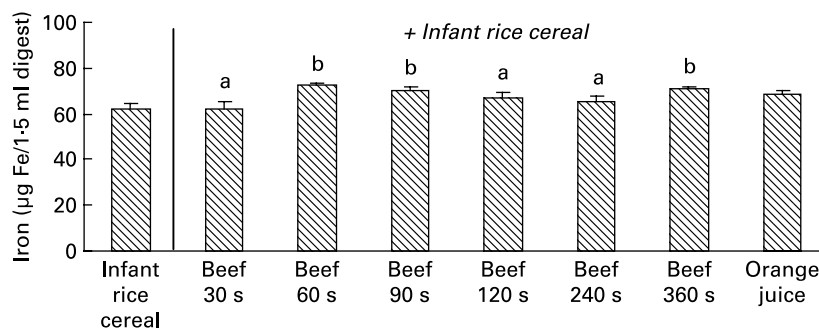 + Infant rice cereal
Iron (µg Fe/1·5 ml digest)
100
80
60
40
20
0
a
b
b
a
a
b
Infant
rice
cereal
Beef
30 s
Beef
60 s
Beef
90 s
Beef
120 s
Beef
240 s
Beef
360 s
Orange
juice